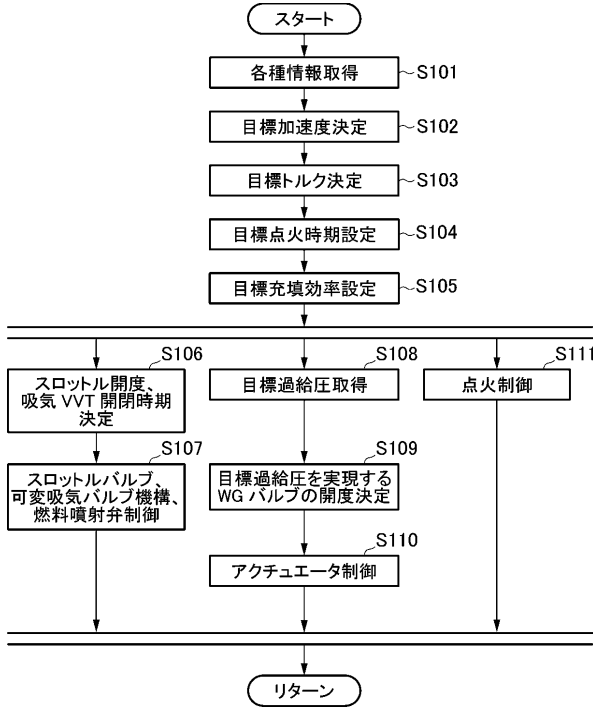 スタート
各種情報取得
S101
目標加速度決定
S102
目標トルク決定
S103
目標点火時期設定
S104
目標充填効率設定
S105
S106
スロットル開度、
吸気 VVT 開閉時期
決定
S107
スロットルバルブ、
可変吸気バルブ機構、
燃料噴射弁制御
S108
目標過給圧取得
S109
目標過給圧を実現する
WG バルブの開度決定
S110
アクチュエータ制御
S111
点火制御
リターン